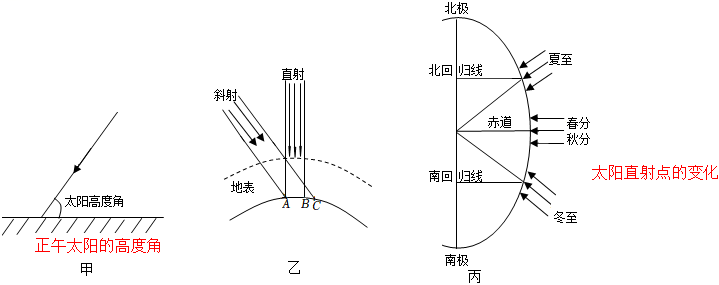 太阳高度角
正午太阳的高度角
甲
斜射
直射
地表
A
B
C
乙
北极
北回归线
夏至
赤道
春分
秋分
南回归线
冬至
南极
丙
太阳直射点的变化